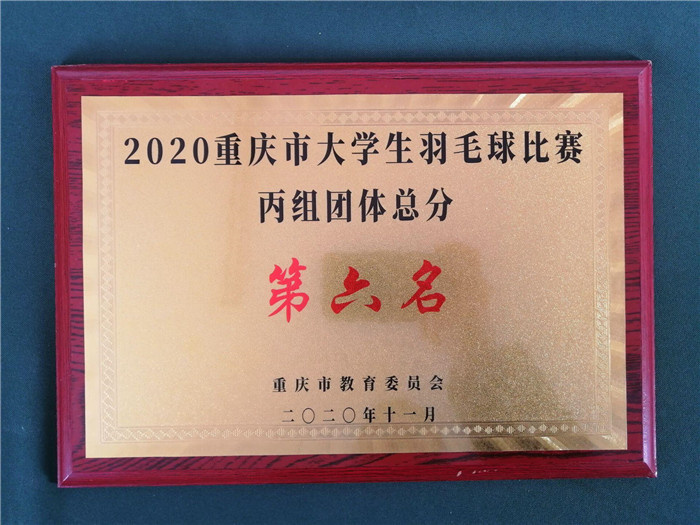 2020重庆市大学生羽毛球比赛
丙组团体总分
第六名
重庆市教育委员会
二〇二〇年十一月